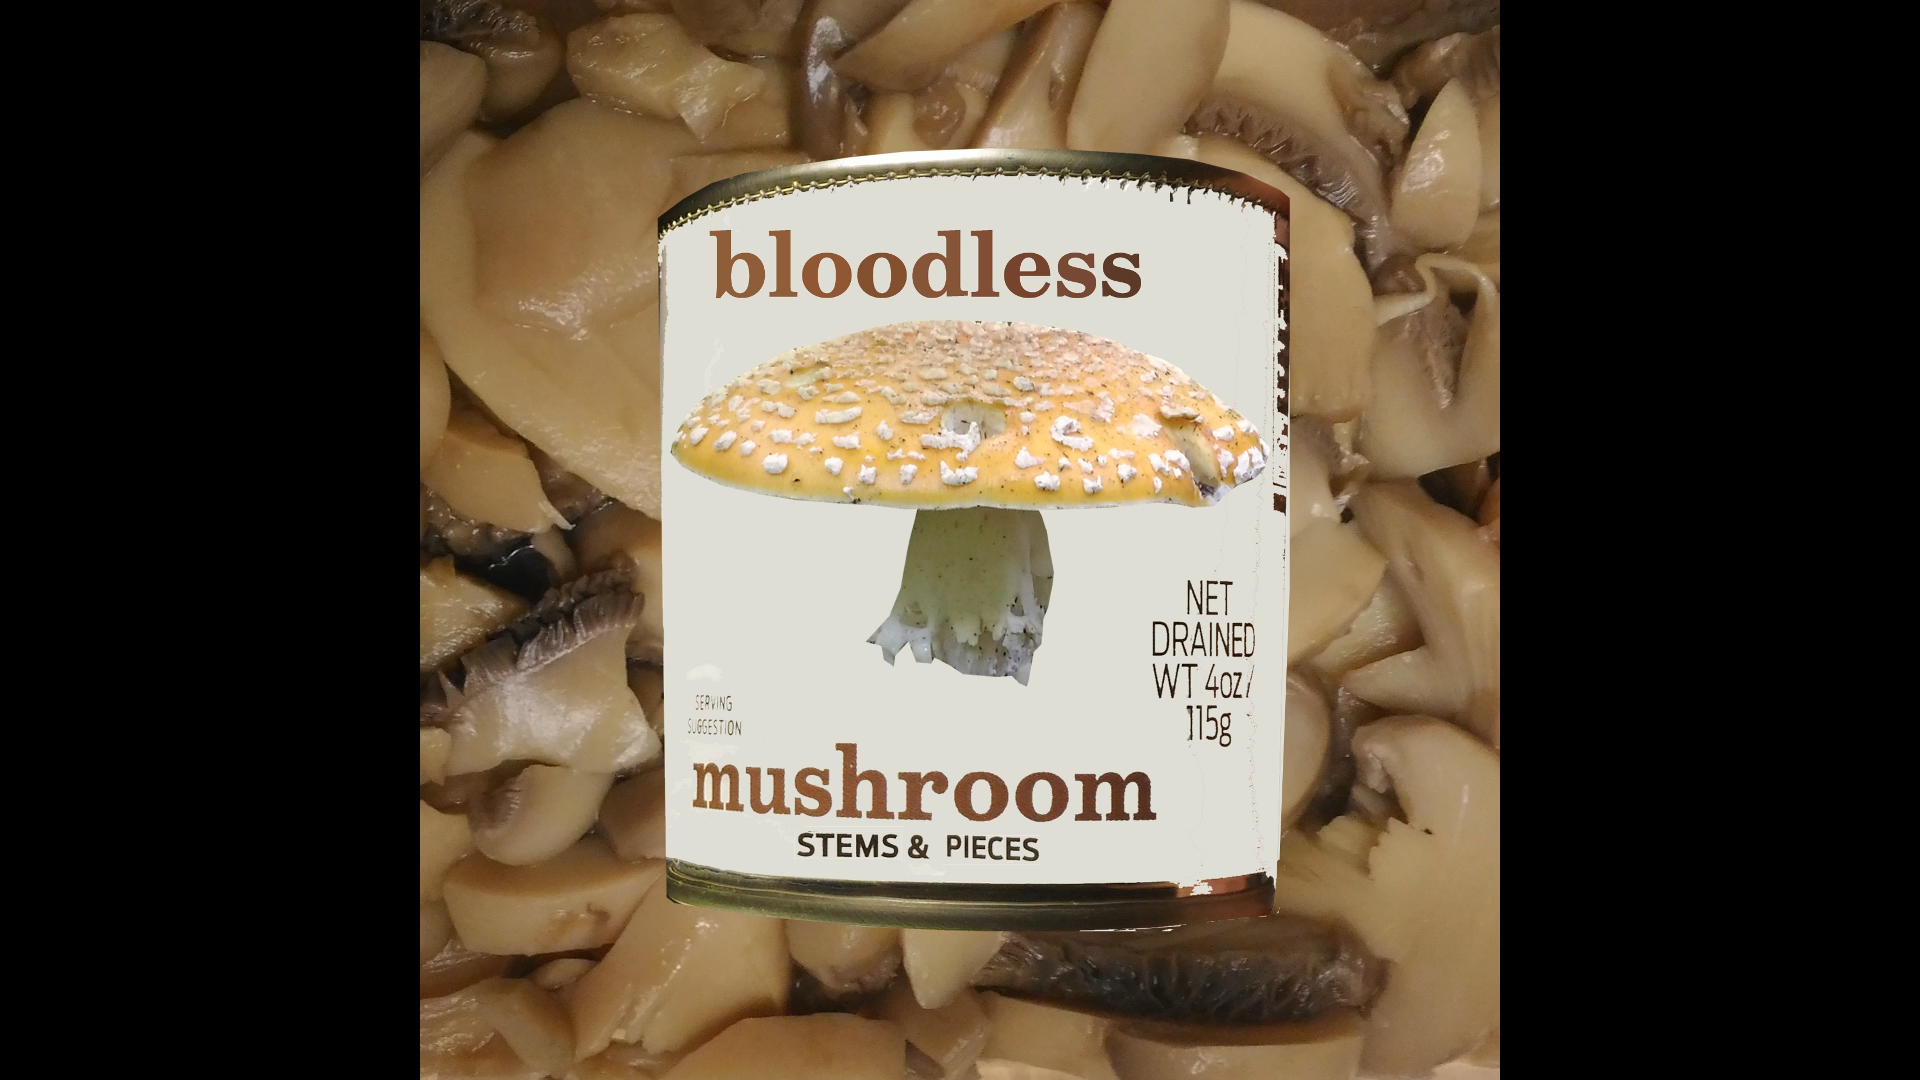 bloodless
NET
DRAINED
WT 4oz/
115g
SERVING
SUGGESTION
mushroom
STEMS & PIECES